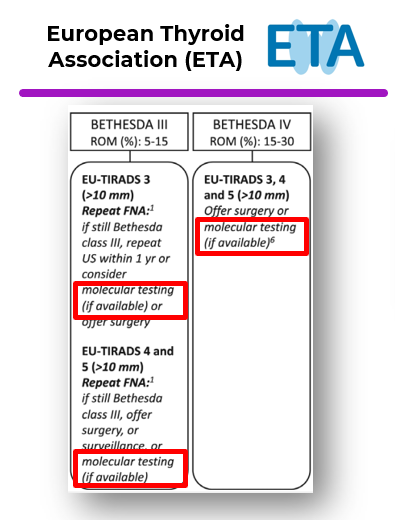 European Thyroid
Association (ETA)
ETA
BETHESDA III
ROM (%): 5-15
EU-TIRADS 3
(>10 mm)
Repeat FNA:1
if still Bethesda
class III, repeat
US within 1 yr or
consider
molecular testing
(if available) or
offer surgery
EU-TIRADS 4 and
5 (>10 mm)
Repeat FNA:1
if still Bethesda
class III, offer
surgery, or
surveillance, or
molecular testing
(if available)
BETHESDA IV
ROM (%): 15-30
EU-TIRADS 3, 4
and 5 (>10 mm)
Offer surgery or
molecular testing
(if available)6